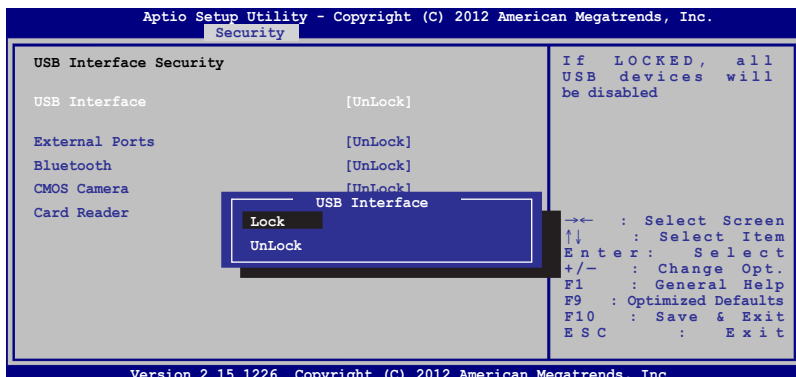 Aptio Setup Utility - Copyright (C) 2012 American Megatrends, Inc.
Security
USB Interface Security
USB Interface [UnLock]
External Ports [UnLock]
Bluetooth [UnLock]
CMOS Camera [UnLock]
Card Reader
USB Interface
Lock
UnLock
If LOCKED, all
USB devices will
be disabled
→← : Select Screen
↑↓ : Select Item
Enter: Select
+/— : Change Opt.
F1 : General Help
F9 : Optimized Defaults
F10 : Save & Exit
ESC : Exit
Version 2.15.1226. Copyright (C) 2012 American Megatrends, Inc.